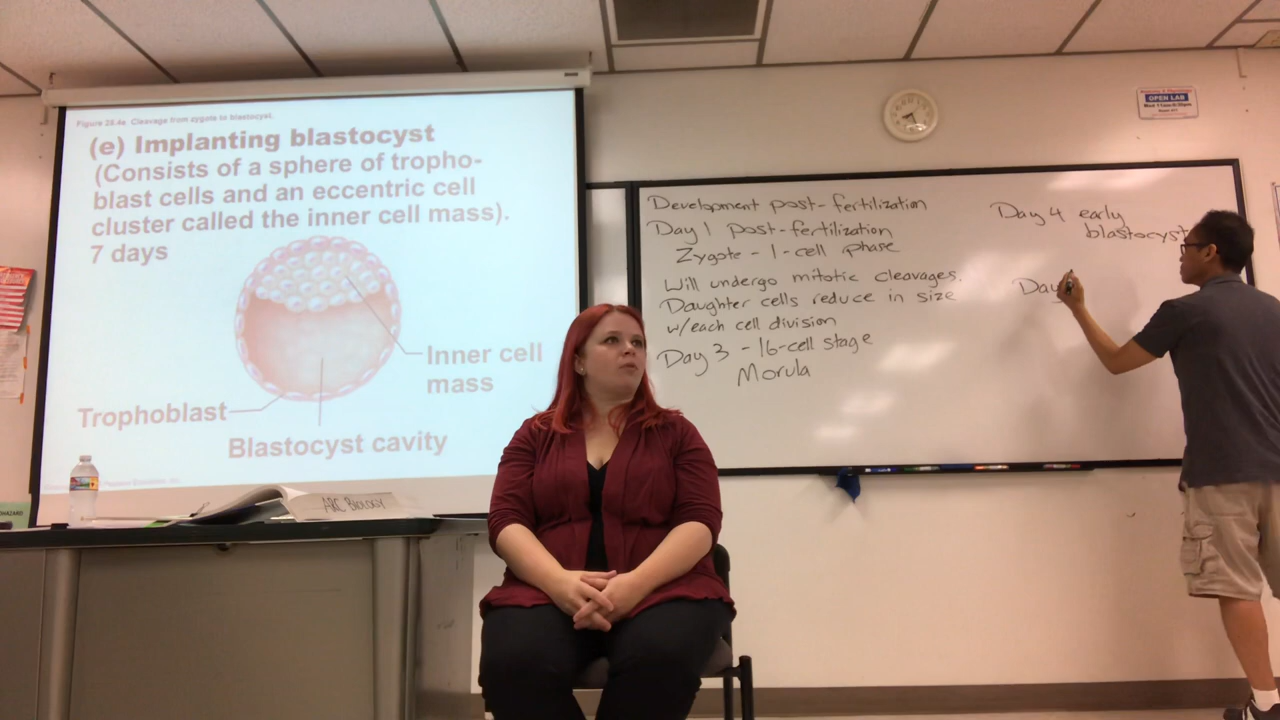 Figure 28.4e Cleavage from zygote to blastocyst.
(e) Implanting blastocyst
(Consists of a sphere of tropho-
blast cells and an eccentric cell
cluster called the inner cell mass).
7 days
Inner cell
mass
Trophoblast
Blastocyst cavity
ARC BIOLOGY
Development post-fertilization
Day 1 post-fertilization
Zygote - 1-cell phase
Will undergo mitotic cleavages.
Daughter cells reduce in size
w/each cell division
Day 3 - 16-cell stage
Morula
Day 4 early
blastocyst
Day
OPEN LAB